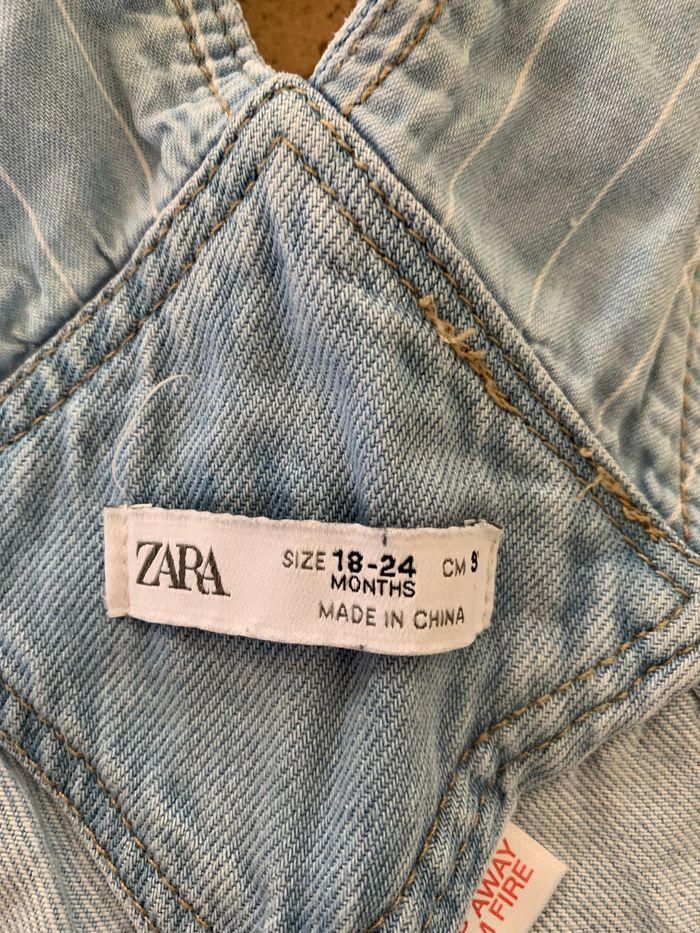 ZARA
SIZE 18-24 CM 9
MONTHS
MADE IN CHINA
AWAY
FIRE